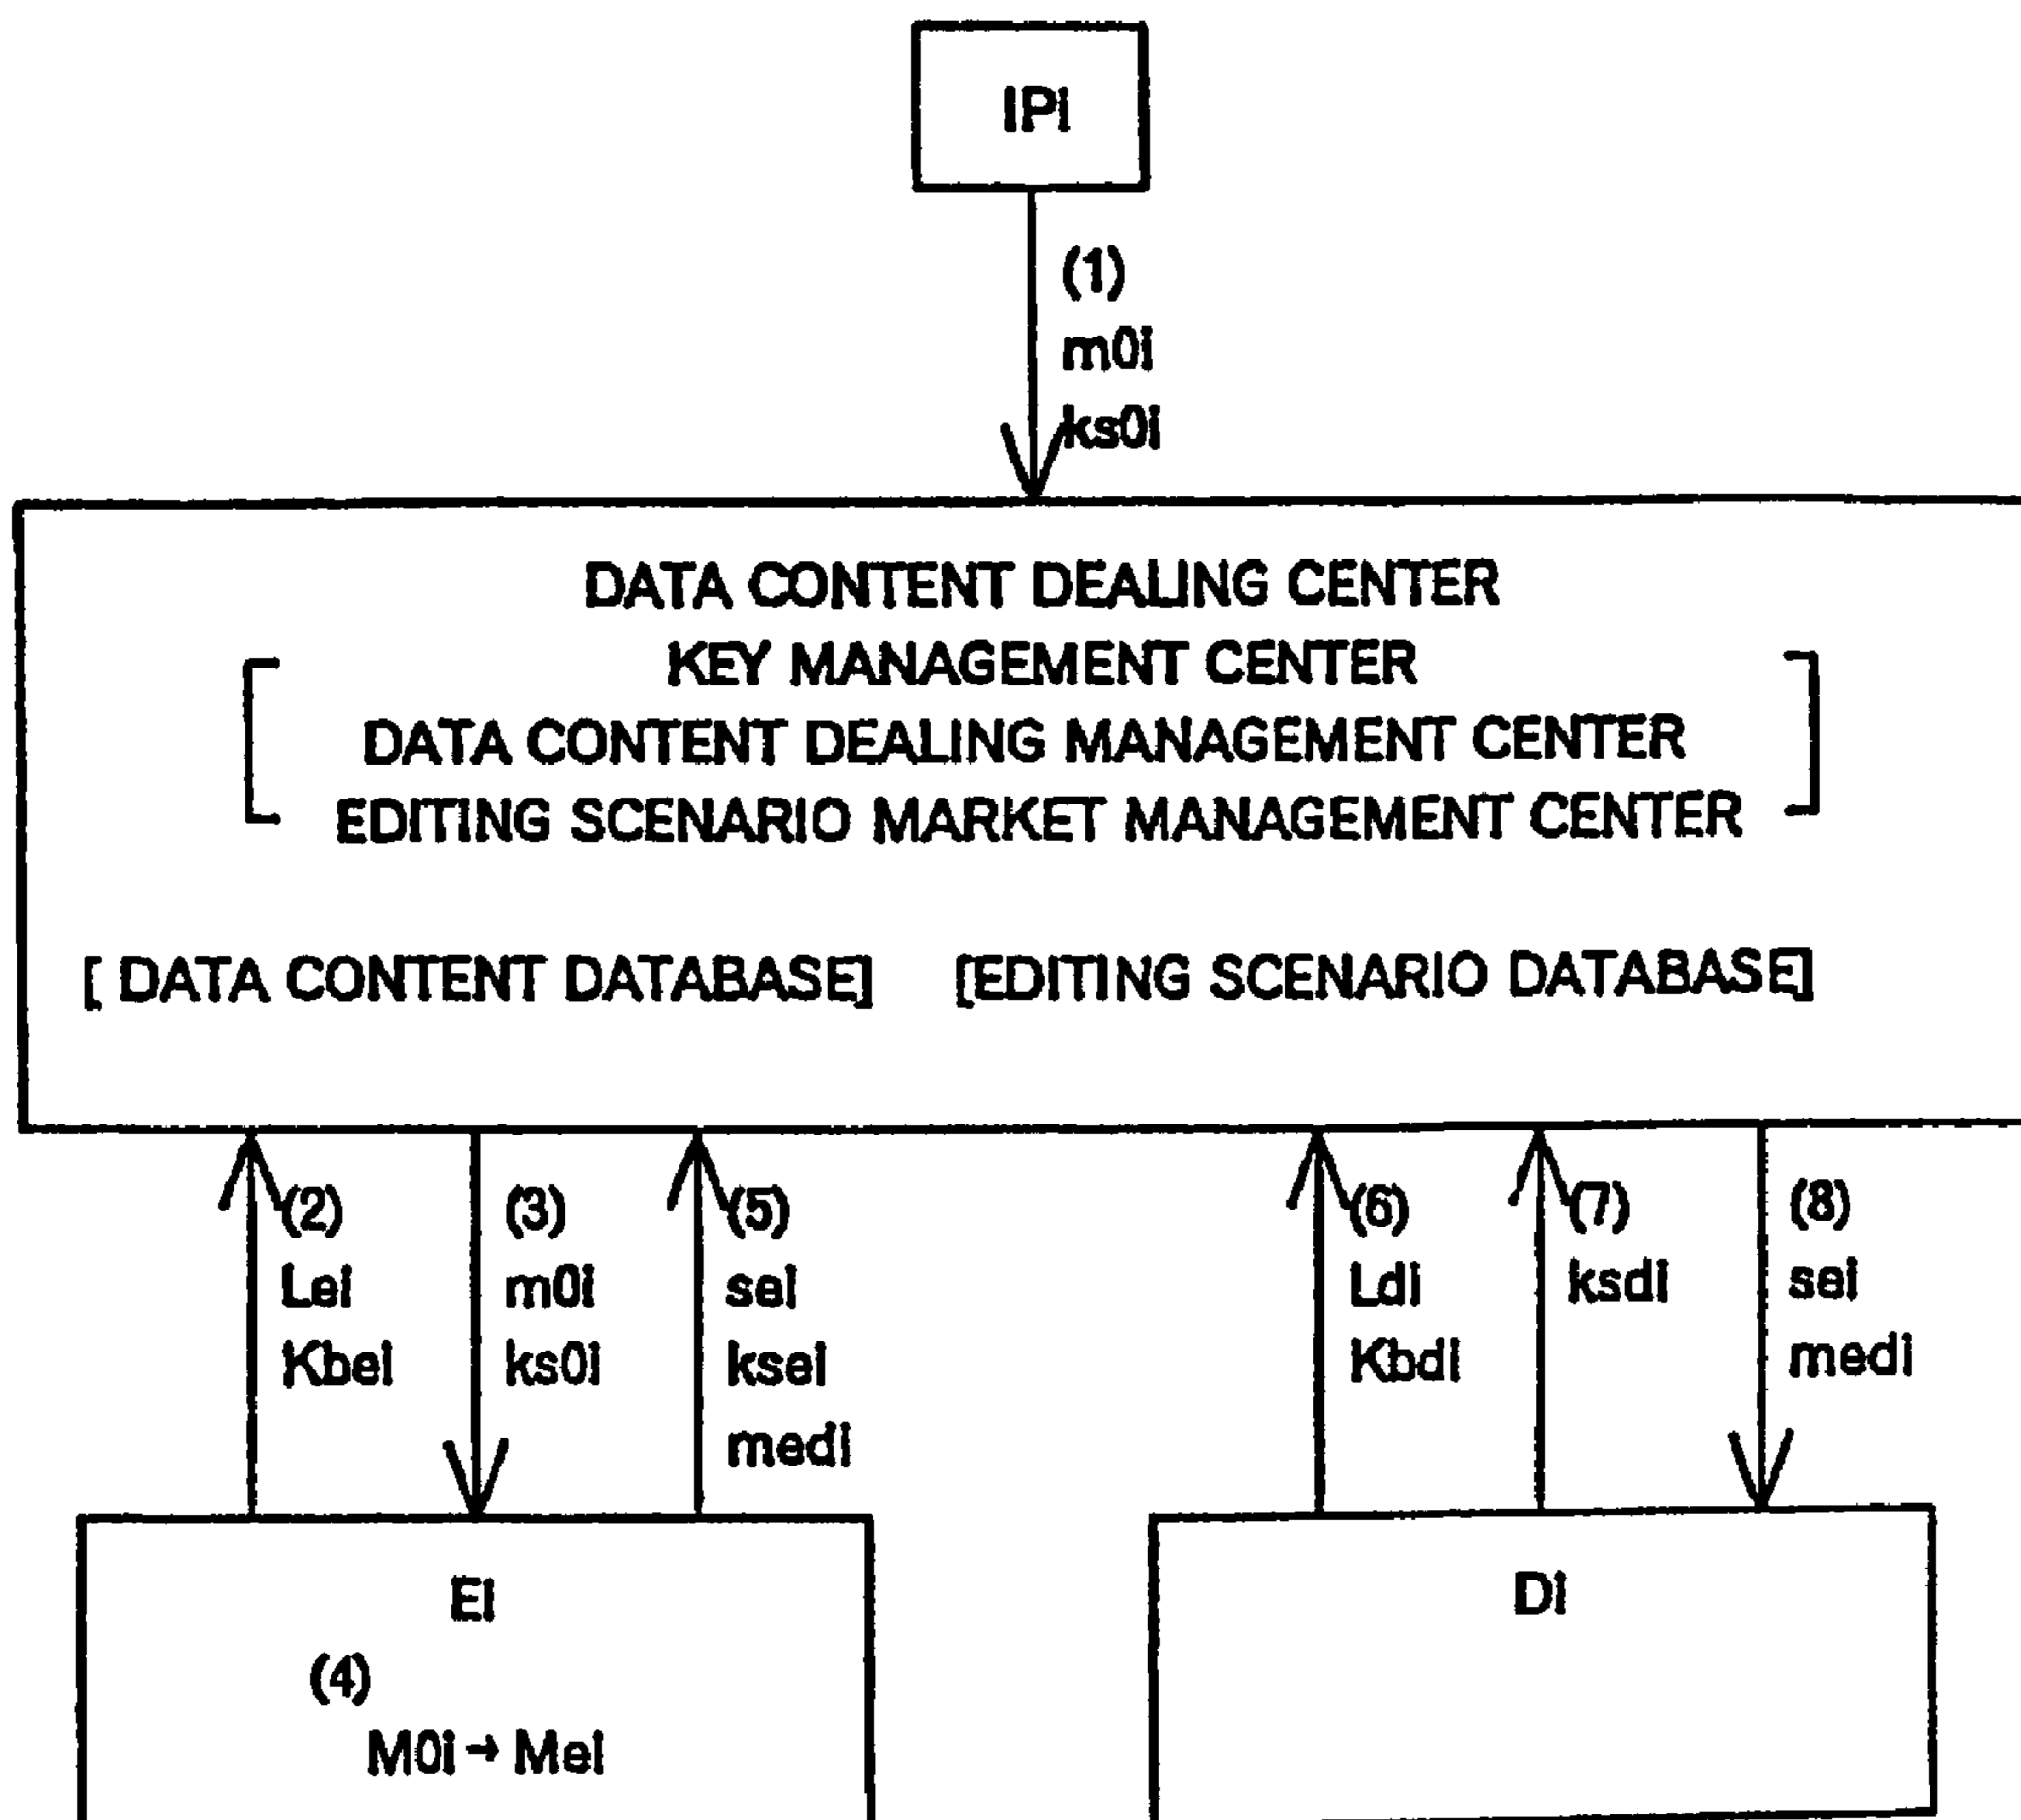 IPi
(1)
m0i
ks0i
DATA CONTENT DEALING CENTER
KEY MANAGEMENT CENTER
DATA CONTENT DEALING MANAGEMENT CENTER
EDITING SCENARIO MARKET MANAGEMENT CENTER
[ DATA CONTENT DATABASE] [EDITING SCENARIO DATABASE]
(2)
Lei
Kbei
(3)
m0i
ks0i
(5)
sei
ksei
medi
(6)
Ldi
Kbdi
(7)
ksdi
(8)
sei
medi
Ei
(4)
M0i → Mei
Di